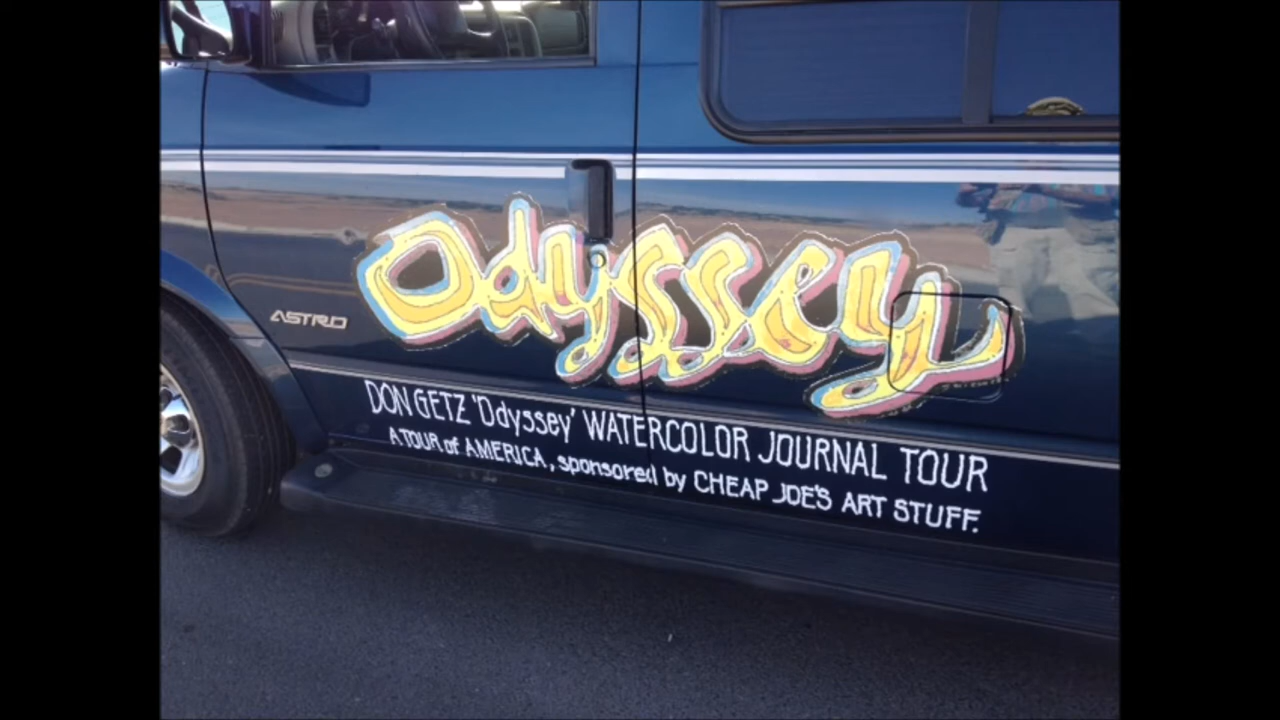 Odyssey
ASTRO
DON GETZ 'Odyssey' WATERCOLOR JOURNAL TOUR
A TOUR of AMERICA, sponsored by CHEAP JOE'S ART STUFF.